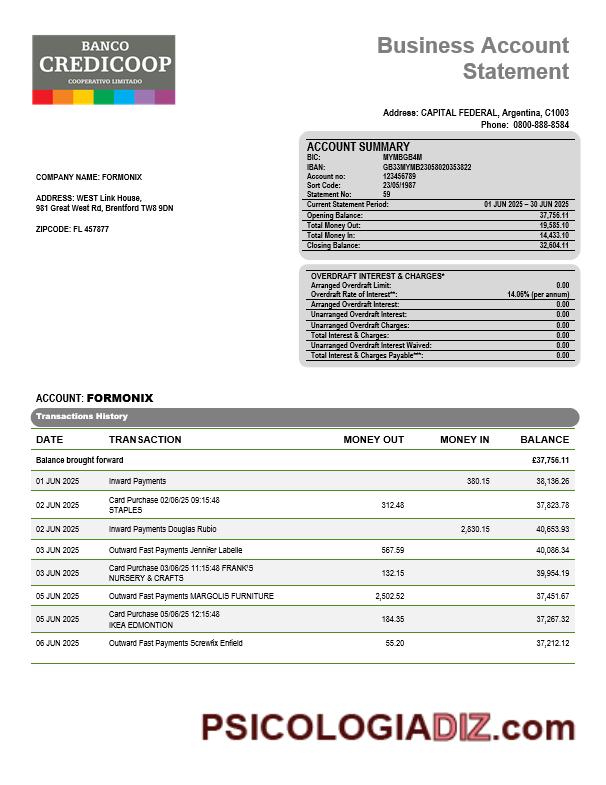 BANCO
CREDICOOP
COOPERATIVO LIMITADO
Business Account
Statement
Address: CAPITAL FEDERAL, Argentina, C1003
Phone: 0800-888-8584
COMPANY NAME: FORMONIX
ADDRESS: WEST Link House,
981 Great West Rd, Brentford TW8 9DN
ZIPCODE: FL 457877
ACCOUNT SUMMARY
BIC: MYMBGB4M
IBAN: GB33MYMB23058020353822
Account no: 123456789
Sort Code: 23/05/1987
Statement No: 59
Current Statement Period: 01 JUN 2025 – 30 JUN 2025
Opening Balance: 37,756.11
Total Money Out: 19,585.10
Total Money In: 14,433.10
Closing Balance: 32,604.11
OVERDRAFT INTEREST & CHARGES*
Arranged Overdraft Limit: 0.00
Overdraft Rate of Interest**: 14.06% (per annum)
Arranged Overdraft Interest: 0.00
Unarranged Overdraft Interest: 0.00
Unarranged Overdraft Charges: 0.00
Total Interest & Charges: 0.00
Unarranged Overdraft Interest Waived: 0.00
Total Interest & Charges Payable***: 0.00
ACCOUNT: FORMONIX
Transactions History
DATE TRANSACTION MONEY OUT MONEY IN BALANCE
Balance brought forward £37,756.11
01 JUN 2025 Inward Payments 380.15 38,136.26
02 JUN 2025 Card Purchase 02/06/25 09:15:48 312.48 37,823.78
STAPLES
02 JUN 2025 Inward Payments Douglas Rubio 2,830.15 40,653.93
03 JUN 2025 Outward Fast Payments Jennifer Labelle 567.59 40,086.34
03 JUN 2025 Card Purchase 03/06/25 11:15:48 FRANK'S 132.15 39,954.19
NURSERY & CRAFTS
05 JUN 2025 Outward Fast Payments MARGOLIS FURNITURE 2,502.52 37,451.67
05 JUN 2025 Card Purchase 05/06/25 12:15:48 184.35 37,267.32
IKEA EDMONTION
06 JUN 2025 Outward Fast Payments Screwfix Enfield 55.20 37,212.12
PSICOLOGIADIZ.com